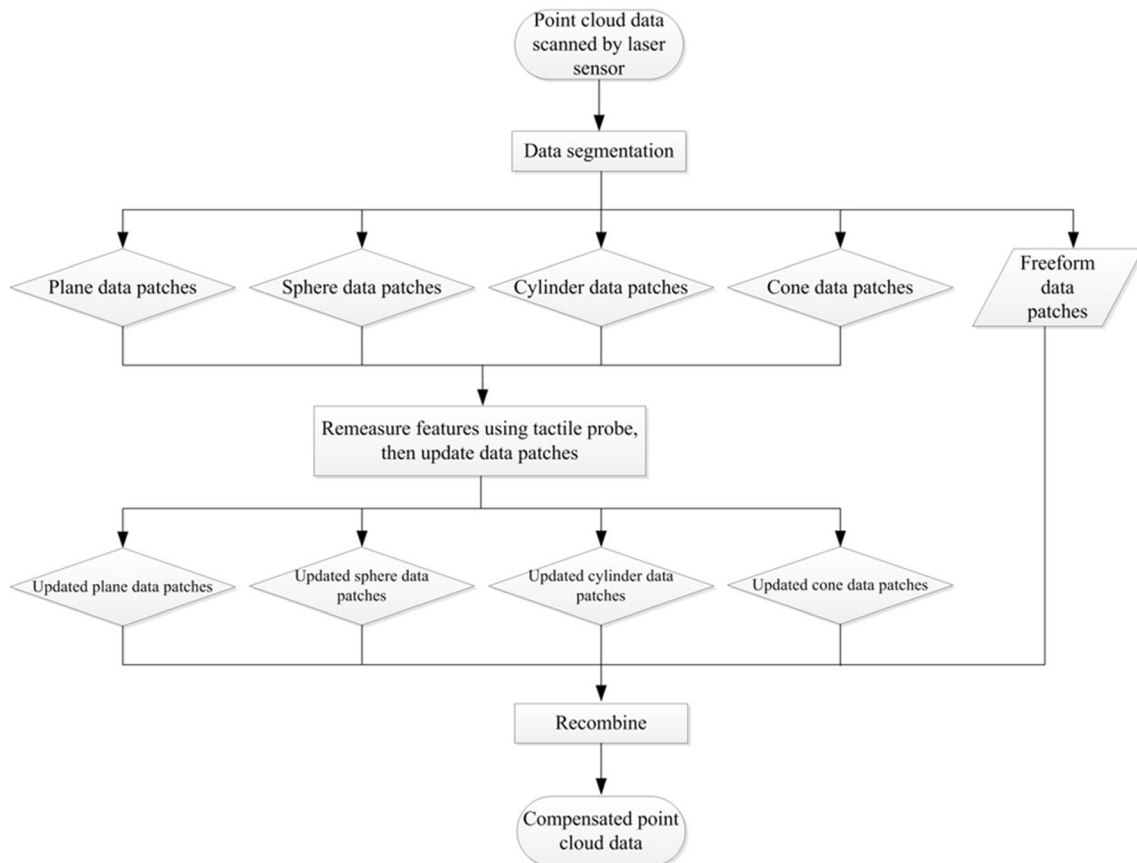 Point cloud data
scanned by laser
sensor
Data segmentation
Plane data patches
Sphere data patches
Cylinder data patches
Cone data patches
Freeform
data
patches
Remeasure features using tactile probe,
then update data patches
Updated plane data patches
Updated sphere data
patches
Updated cylinder data
patches
Updated cone data patches
Recombine
Compensated point
cloud data